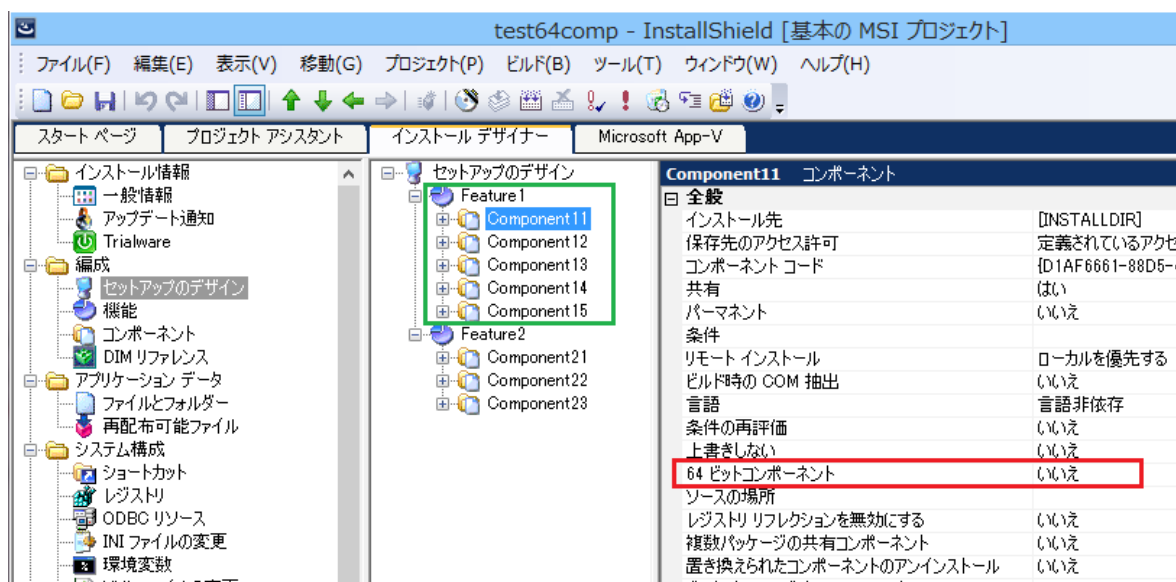 test64comp - InstallShield [基本の MSI プロジェクト]
ファイル(F) 編集(E) 表示(V) 移動(G) プロジェクト(P) ビルド(B) ツール(T) ウィンドウ(W) ヘルプ(H)
スタート ページ プロジェクト アシスタント インストール デザイナー Microsoft App-V
インストール情報
一般情報
アップデート通知
Trialware
編成
セットアップのデザイン
機能
コンポーネント
DIM リファレンス
アプリケーション データ
ファイルとフォルダー
再配布可能ファイル
システム構成
ショートカット
レジストリ
ODBC リソース
INI ファイルの変更
環境変数
セットアップのデザイン
Feature1
Component11
Component12
Component13
Component14
Component15
Feature2
Component21
Component22
Component23
Component11 コンポーネント
全般
インストール先 [INSTALLDIR]
保存先のアクセス許可 定義されているアクセ
コンポーネント コード {D1AF6661-88D5-
共有 はい
パーマネント いいえ
条件
リモート インストール ローカルを優先する
ビルド時の COM 抽出 いいえ
言語 言語非依存
条件の再評価 いいえ
上書きしない いいえ
64 ビットコンポーネント いいえ
ソースの場所
レジストリ リフレクションを無効にする いいえ
複数パッケージの共有コンポーネント いいえ
置き換えられたコンポーネントのアンインストール いいえ